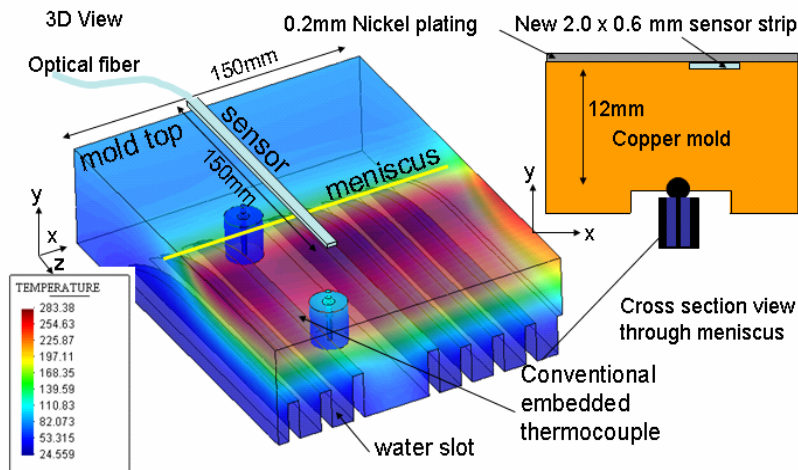 3D View
0.2mm Nickel plating
New 2.0 x 0.6 mm sensor strip
Optical fiber
150mm
mold top
sensor
150mm
meniscus
12mm
Copper mold
y
x
z
y
x
TEMPERATURE
283.38
254.63
225.87
197.11
168.35
139.59
110.83
82.073
53.315
24.559
Cross section view
through meniscus
Conventional
embedded
thermocouple
water slot